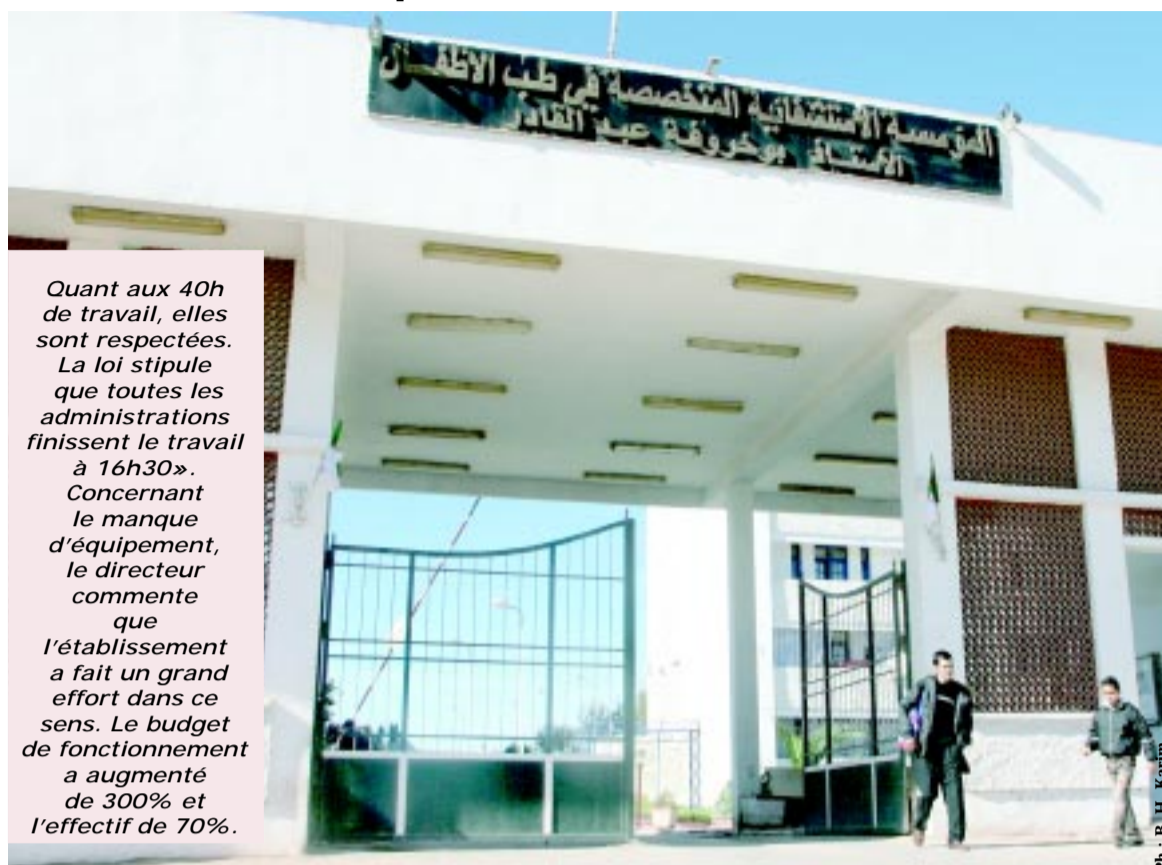 المؤسسة الاستشفائية المتخصصة في طب الأطفال
الأستاذ بوخروفة عبد القادر
Quant aux 40h
de travail, elles
sont respectées.
La loi stipule
que toutes les
administrations
finissent le travail
à 16h30».
Concernant
le manque
d'équipement,
le directeur
commente
que
l'établissement
a fait un grand
effort dans ce
sens. Le budget
de fonctionnement
a augmenté
de 300% et
l'effectif de 70%.
B. H. Karim